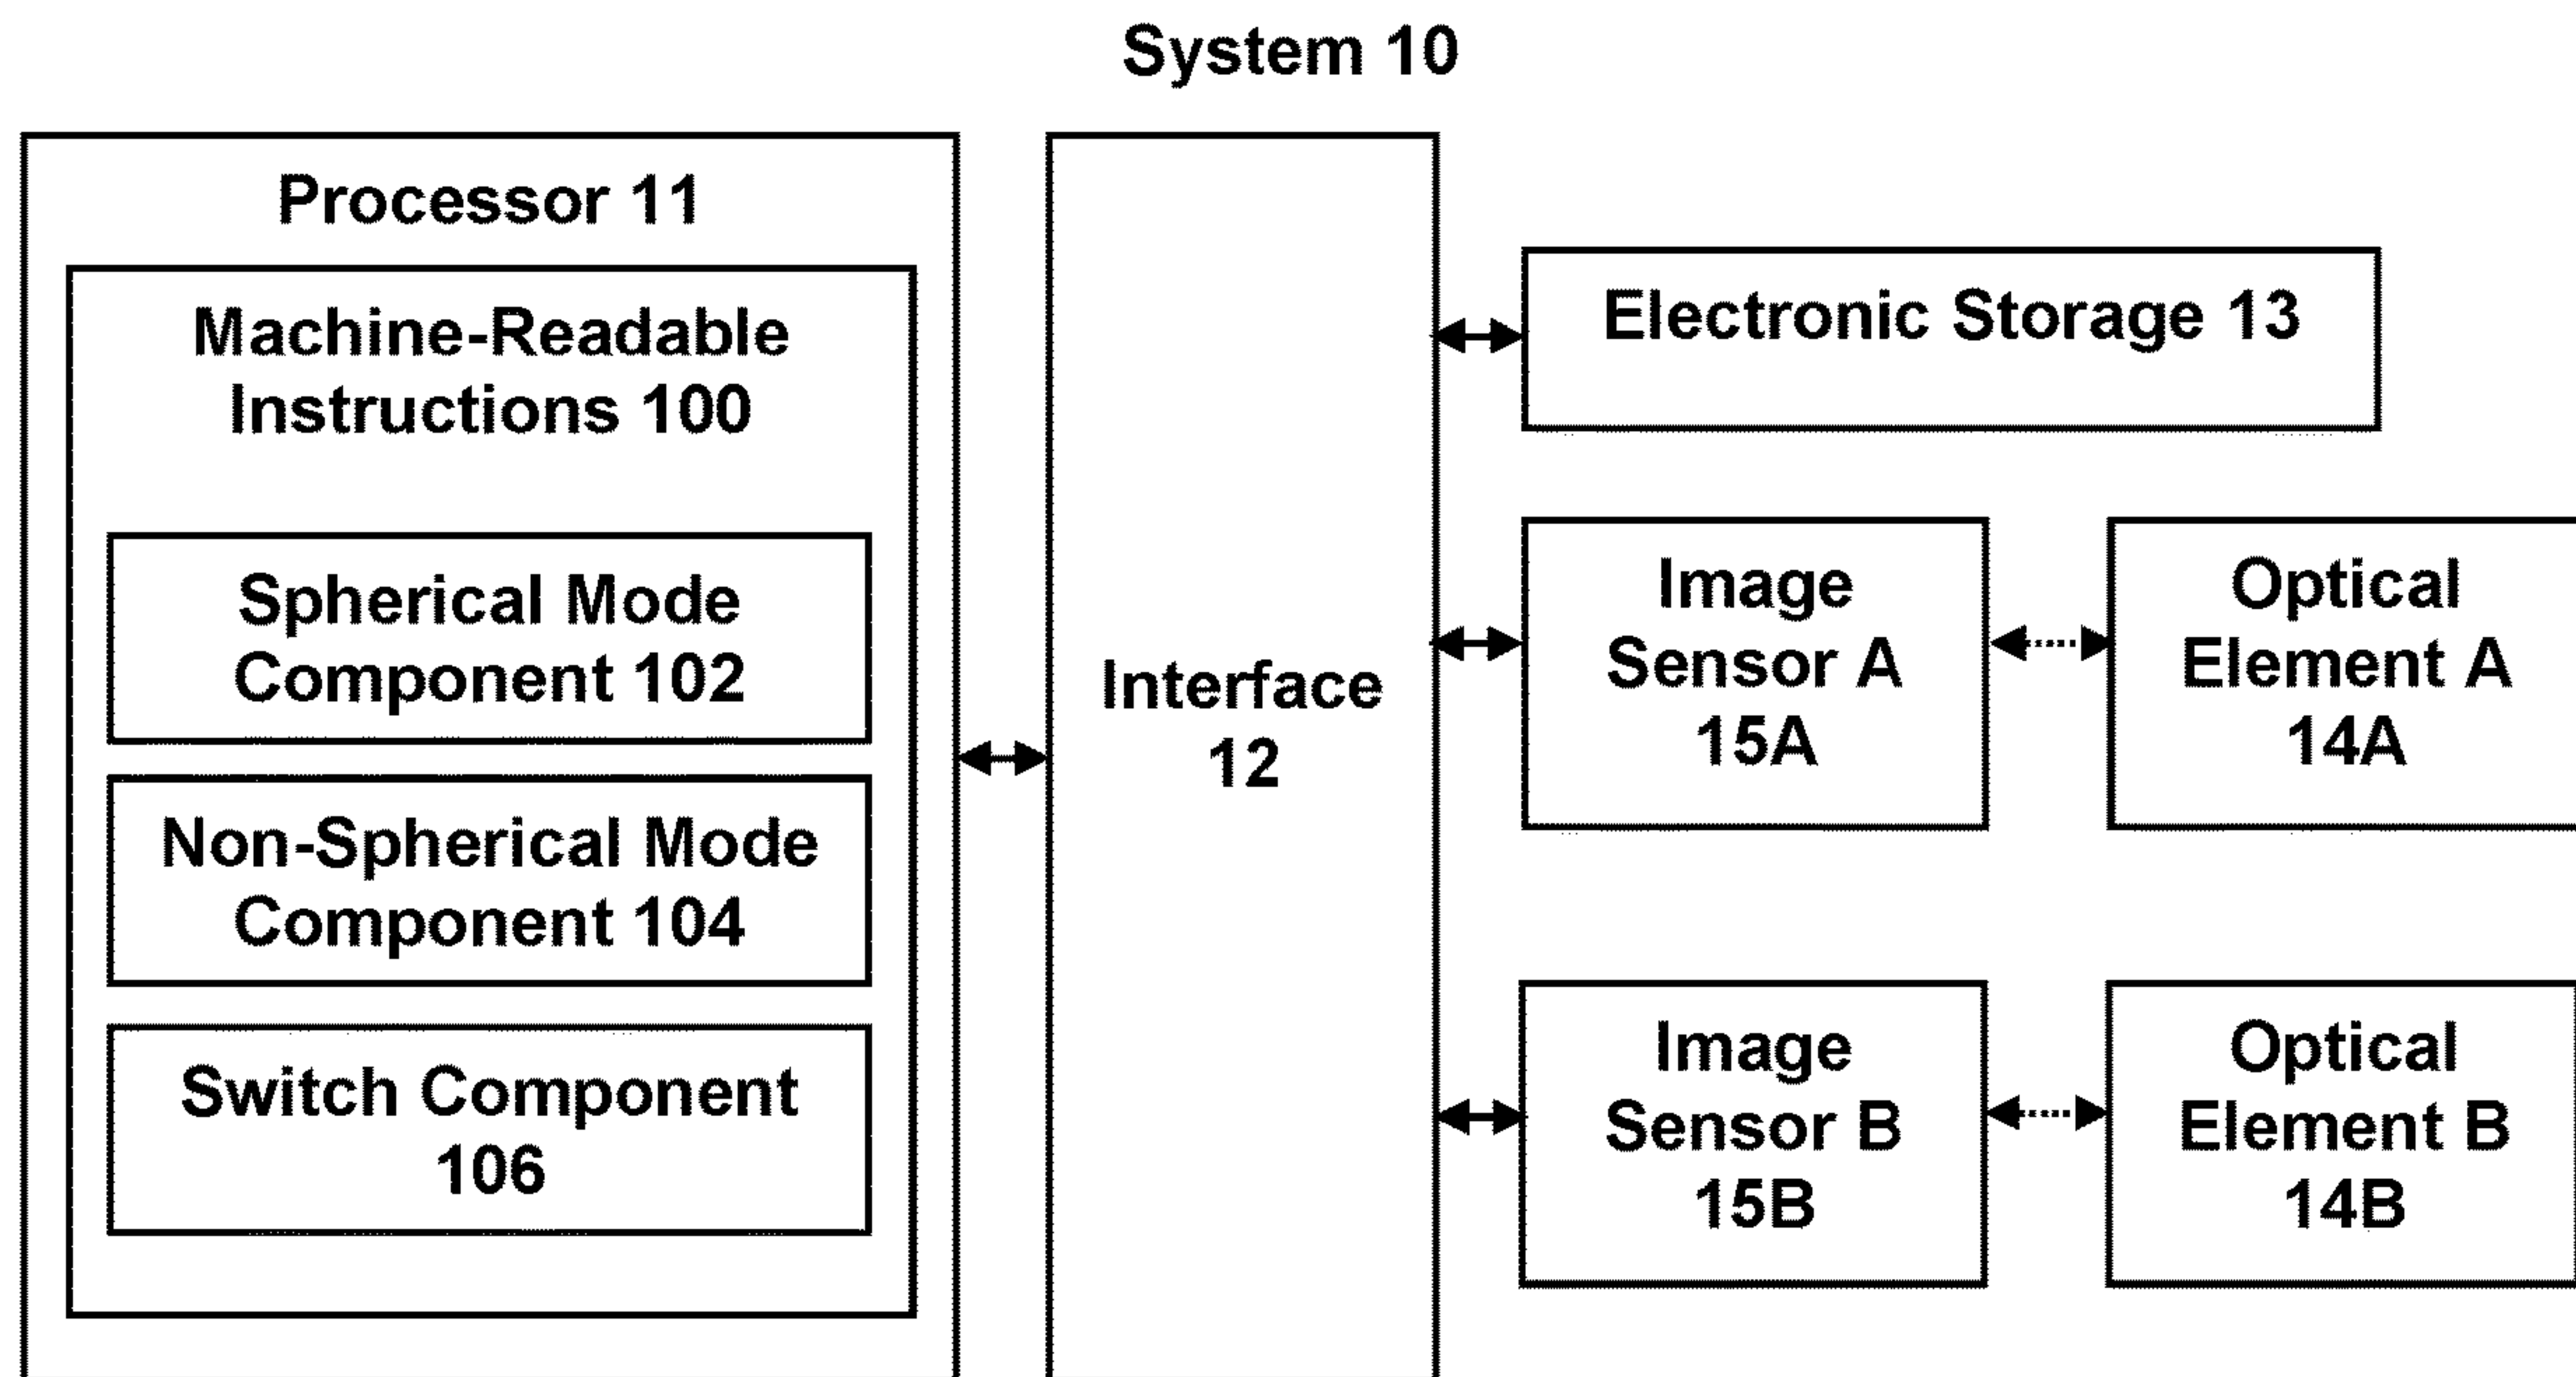 System 10
Processor 11
Machine-Readable
Instructions 100
Spherical Mode
Component 102
Non-Spherical Mode
Component 104
Switch Component
106
Interface
12
Electronic Storage 13
Image
Sensor A
15A
Optical
Element A
14A
Image
Sensor B
15B
Optical
Element B
14B